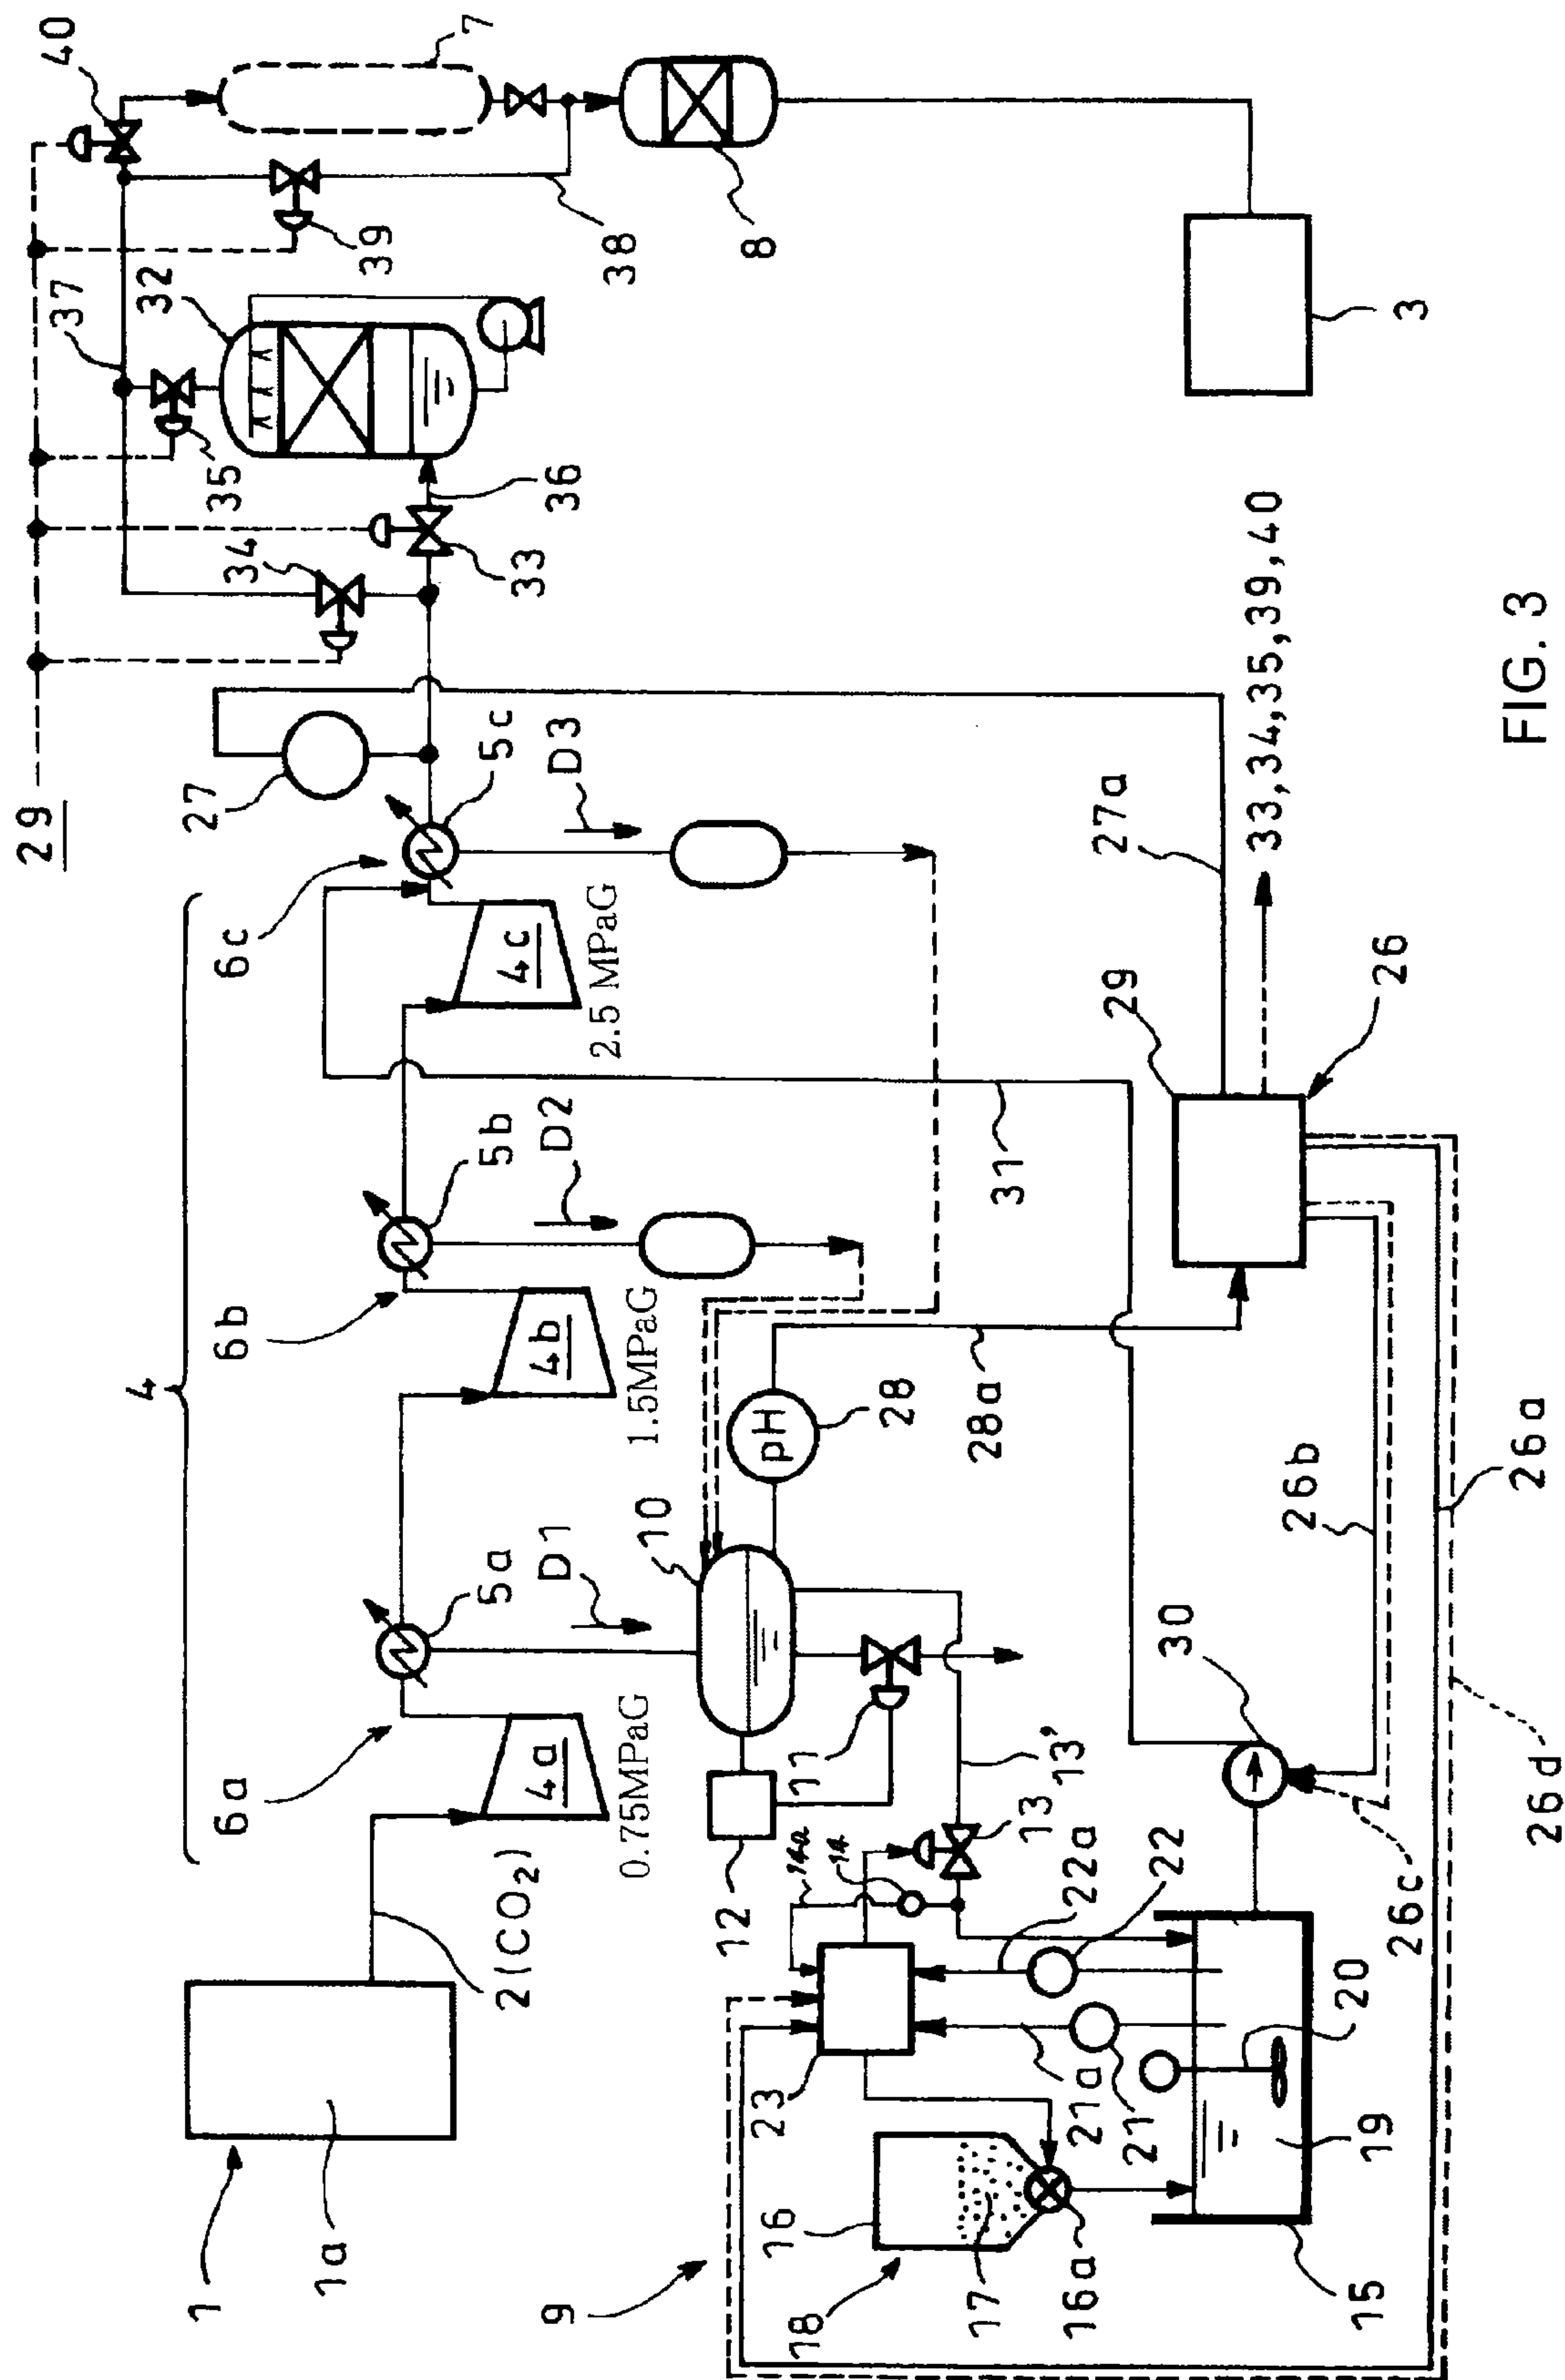 29
40
7
37
32
39
38
8
3
35
36
34
33
27
5c
D3
6c
4c
2.5 MPaG
27a
33,34,35,39,40
FIG. 3
4
5b
D2
6b
4b
1.5MPaG
31
29
26
pH
28
28a
26b
26a
5a
D1
10
6a
4a
0.75MPaG
11
12
13'
13
14a
14
30
26c
26d
2(CO2)
22a
22
23
21a
21
20
19
1
1a
9
16
17
18
16a
15